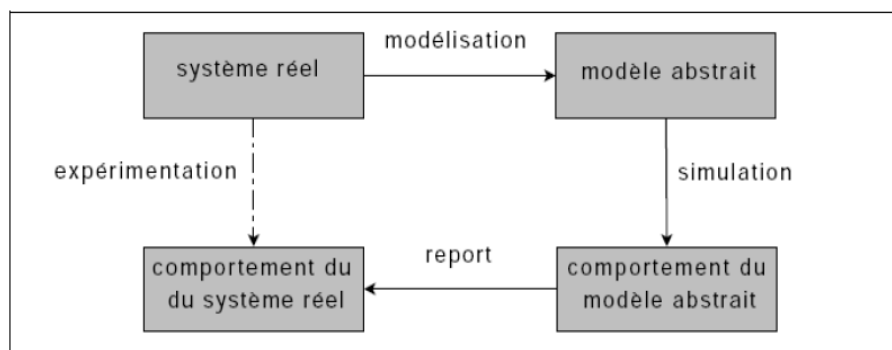 modélisation
système réel
modèle abstrait
expérimentation
simulation
comportement du
du système réel
report
comportement du
modèle abstrait